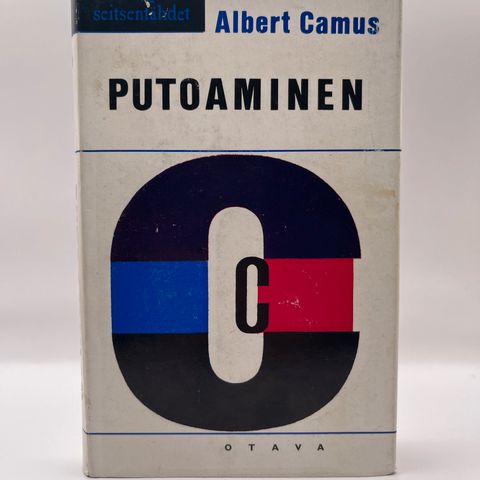 seitsentähdet
Albert Camus
PUTOAMINEN
C
C
OTAVA